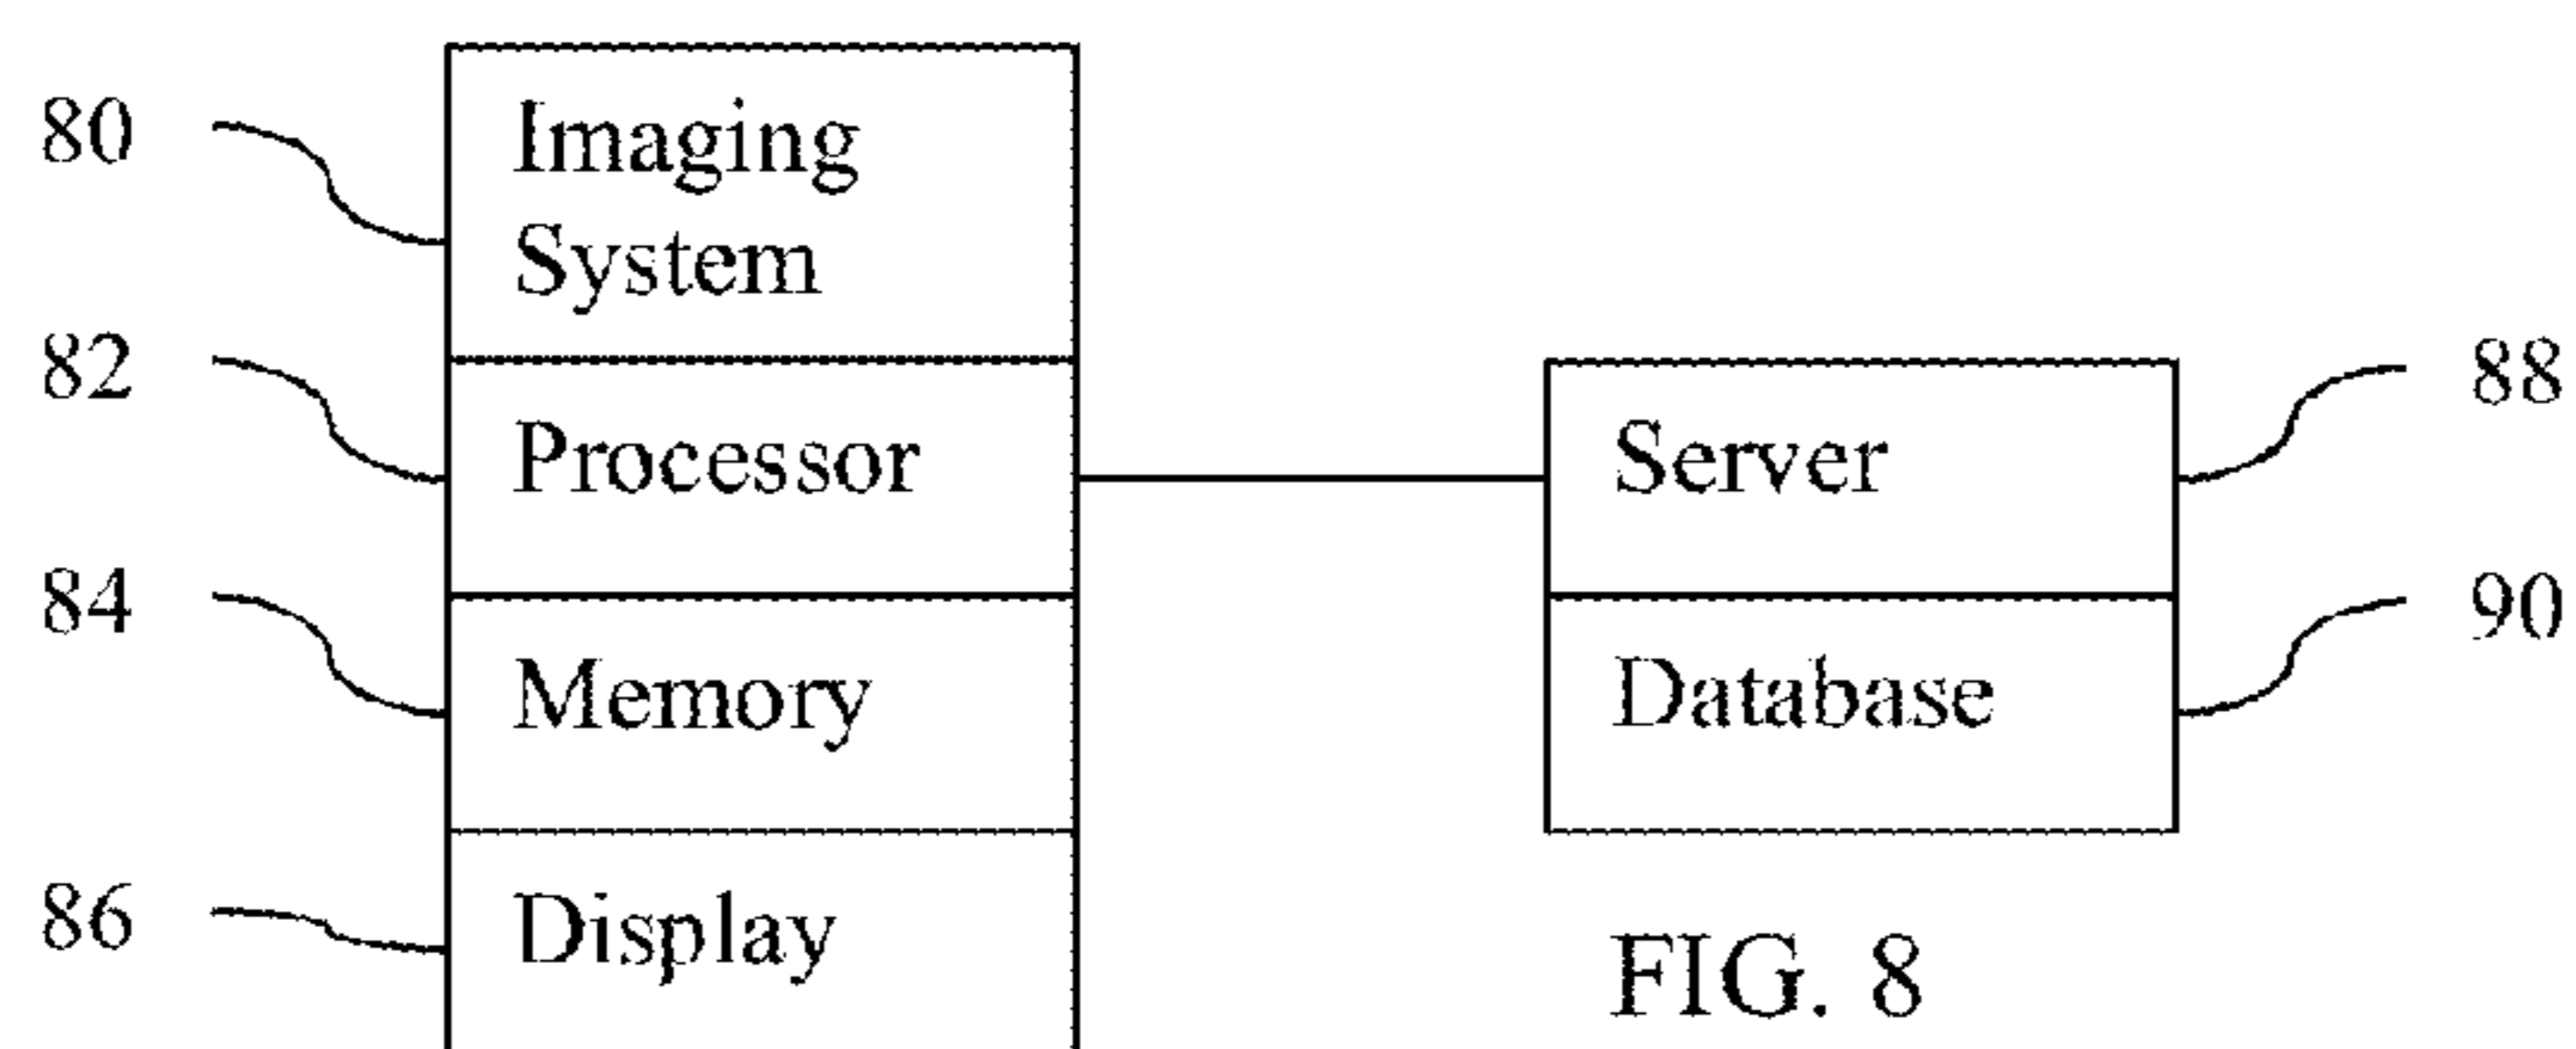 80
Imaging
System
82
Processor
84
Memory
86
Display
Server
88
Database
90
FIG. 8